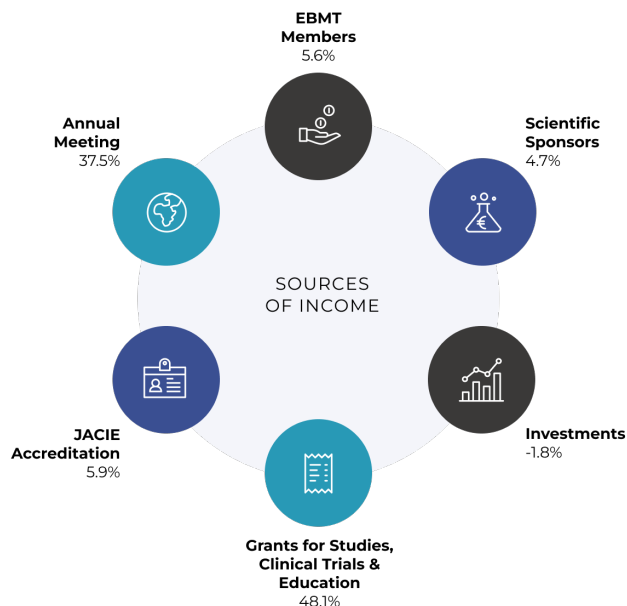 EBMT
Members
5.6%
Annual
Meeting
37.5%
Scientific
Sponsors
4.7%
€
SOURCES
OF INCOME
JACIE
Accreditation
5.9%
Investments
-1.8%
Grants for Studies,
Clinical Trials &
Education
48.1%